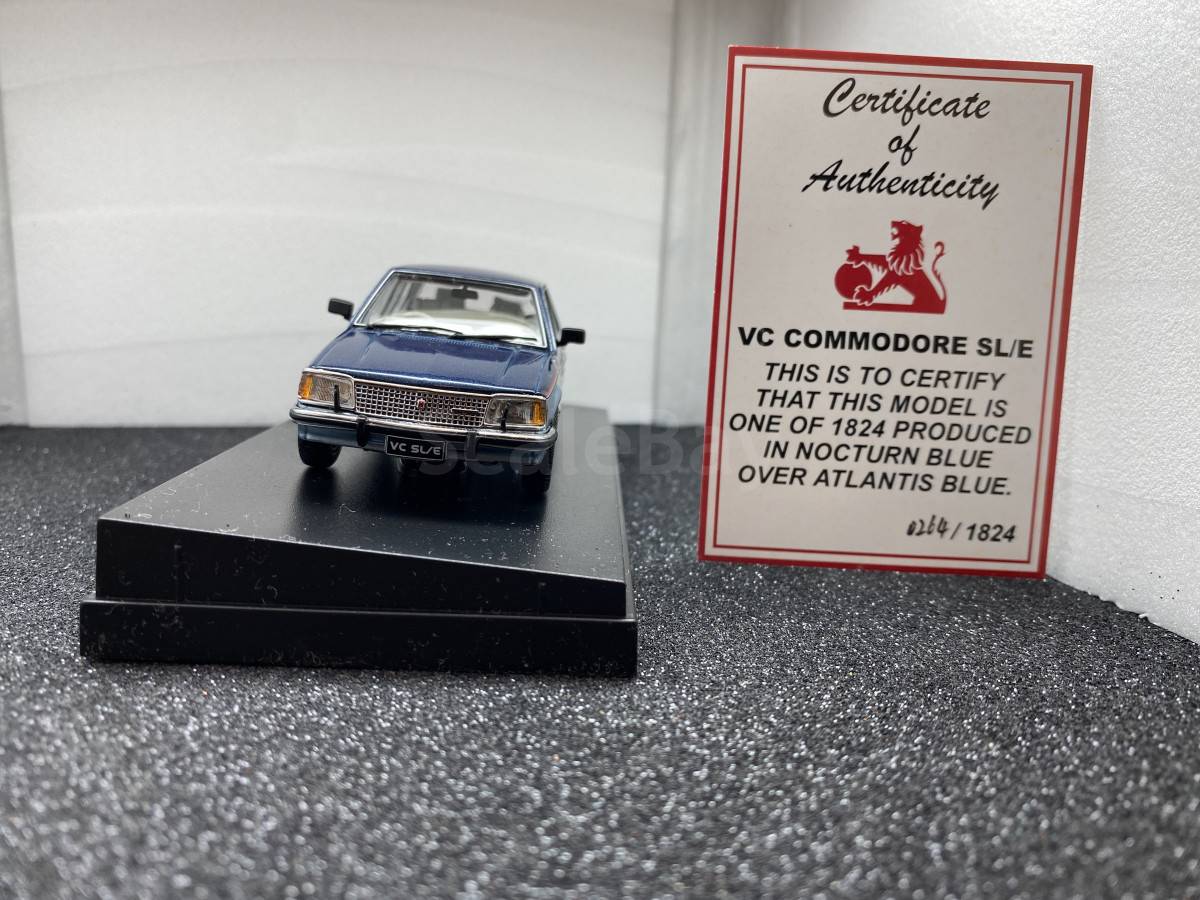 Certificate
of
Authenticity
VC COMMODORE SL/E
THIS IS TO CERTIFY
THAT THIS MODEL IS
ONE OF 1824 PRODUCED
IN NOCTURN BLUE
OVER ATLANTIS BLUE.
0264 / 1824
VC SL/E
ScaleBay